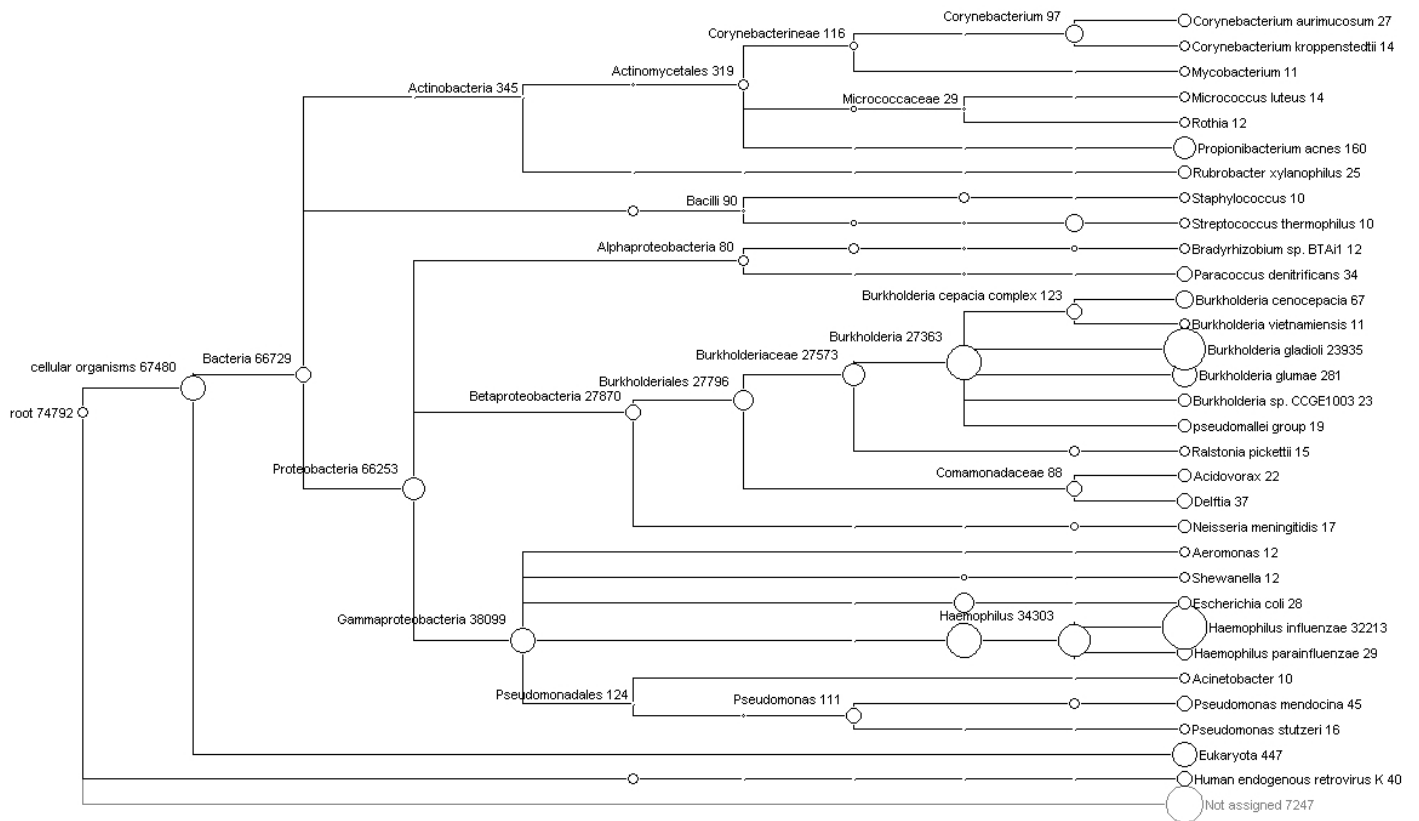 Corynebacterium 97
Corynebacterium aurimucosum 27
Corynebacterineae 116
Corynebacterium kroppenstedtii 14
Actinomycetales 319
Mycobacterium 11
Actinobacteria 345
Micrococcaceae 29
Micrococcus luteus 14
Rothia 12
Propionibacterium acnes 160
Rubrobacter xylanophilus 25
Bacilli 90
Staphylococcus 10
Streptococcus thermophilus 10
Alphaproteobacteria 80
Bradyrhizobium sp. BTAi1 12
Paracoccus denitrificans 34
Burkholderia cepacia complex 123
Burkholderia cenocepacia 67
Burkholderia vietnamiensis 11
Burkholderia 27363
Burkholderia gladioli 23935
Burkholderiaceae 27573
Bacteria 66729
cellular organisms 67480
Burkholderia glumae 281
Burkholderiales 27796
Betaproteobacteria 27870
Burkholderia sp. CCGE1003 23
root 74792
pseudomallei group 19
Ralstonia pickettii 15
Proteobacteria 66253
Comamonadaceae 88
Acidovorax 22
Delftia 37
Neisseria meningitidis 17
Aeromonas 12
Shewanella 12
Escherichia coli 28
Gammaproteobacteria 38099
Haemophilus 34303
Haemophilus influenzae 32213
Haemophilus parainfluenzae 29
Acinetobacter 10
Pseudomonadales 124
Pseudomonas 111
Pseudomonas mendocina 45
Pseudomonas stutzeri 16
Eukaryota 447
Human endogenous retrovirus K 40
Not assigned 7247